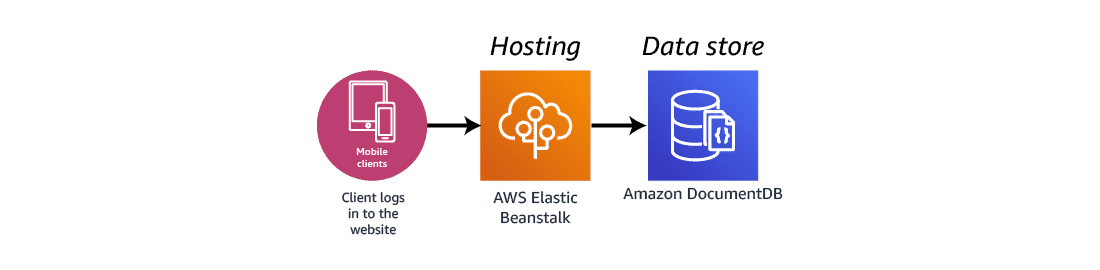 Hosting
Data store
Mobile
clients
{}
Client logs
in to the
website
AWS Elastic
Beanstalk
Amazon DocumentDB